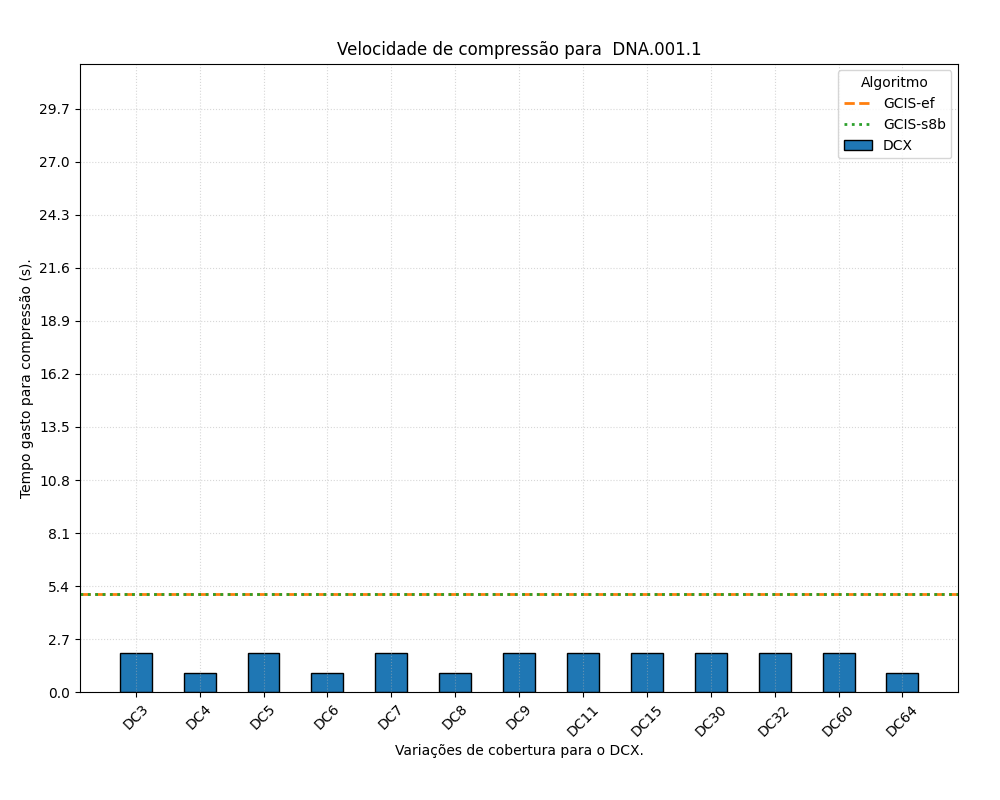 Velocidade de compressão para  DNA.001.1
Algoritmo
GCIS-ef
GCIS-s8b
DCX
Tempo gasto para compressão (s).
29.7
27.0
24.3
21.6
18.9
16.2
13.5
10.8
8.1
5.4
2.7
0.0
DC3
DC4
DC5
DC6
DC7
DC8
DC9
DC11
DC15
DC30
DC32
DC60
DC64
Variações de cobertura para o DCX.